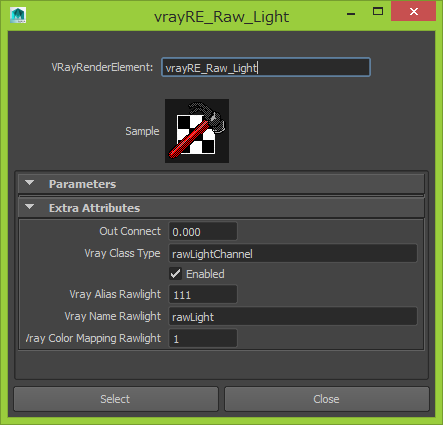 vrayRE_Raw_Light
VRayRenderElement: vrayRE_Raw_Light
Sample
Parameters
Extra Attributes
Out Connect 0.000
Vray Class Type rawLightChannel
Enabled
Vray Alias Rawlight 111
Vray Name Rawlight rawLight
/ray Color Mapping Rawlight 1
Select Close